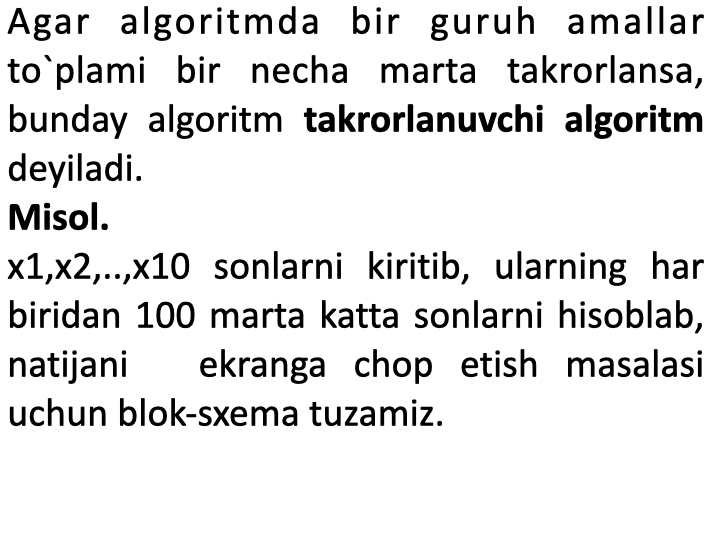 Agar algoritmda bir guruh amallar
to`plami bir necha marta takrorlansa,
bunday algoritm takrorlanuvchi algoritm
deyiladi.
Misol.
x1,x2,..,x10 sonlarni kiritib, ularning har
biridan 100 marta katta sonlarni hisoblab,
natijani ekranga chop etish masalasi
uchun blok-sxema tuzamiz.